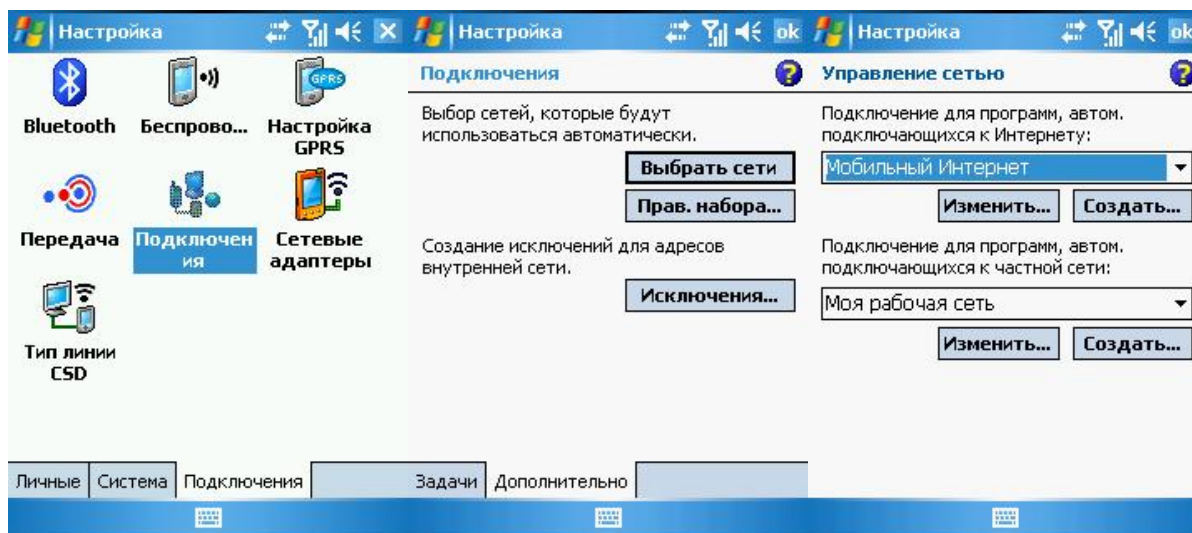 Настройка
Bluetooth
Беспрово...
Настройка
GPRS
GPRS
Передача
Подключен
ия
Сетевые
адаптеры
Тип линии
CSD
Личные
Система
Подключения
Настройка
ok
Подключения
?
Выбор сетей, которые будут
использоваться автоматически.
Выбрать сети
Прав. набора...
Создание исключений для адресов
внутренней сети.
Исключения...
Задачи
Дополнительно
Настройка
ok
Управление сетью
?
Подключение для программ, автом.
подключающихся к Интернету:
Мобильный Интернет
Изменить...
Создать...
Подключение для программ, автом.
подключающихся к частной сети:
Моя рабочая сеть
Изменить...
Создать...